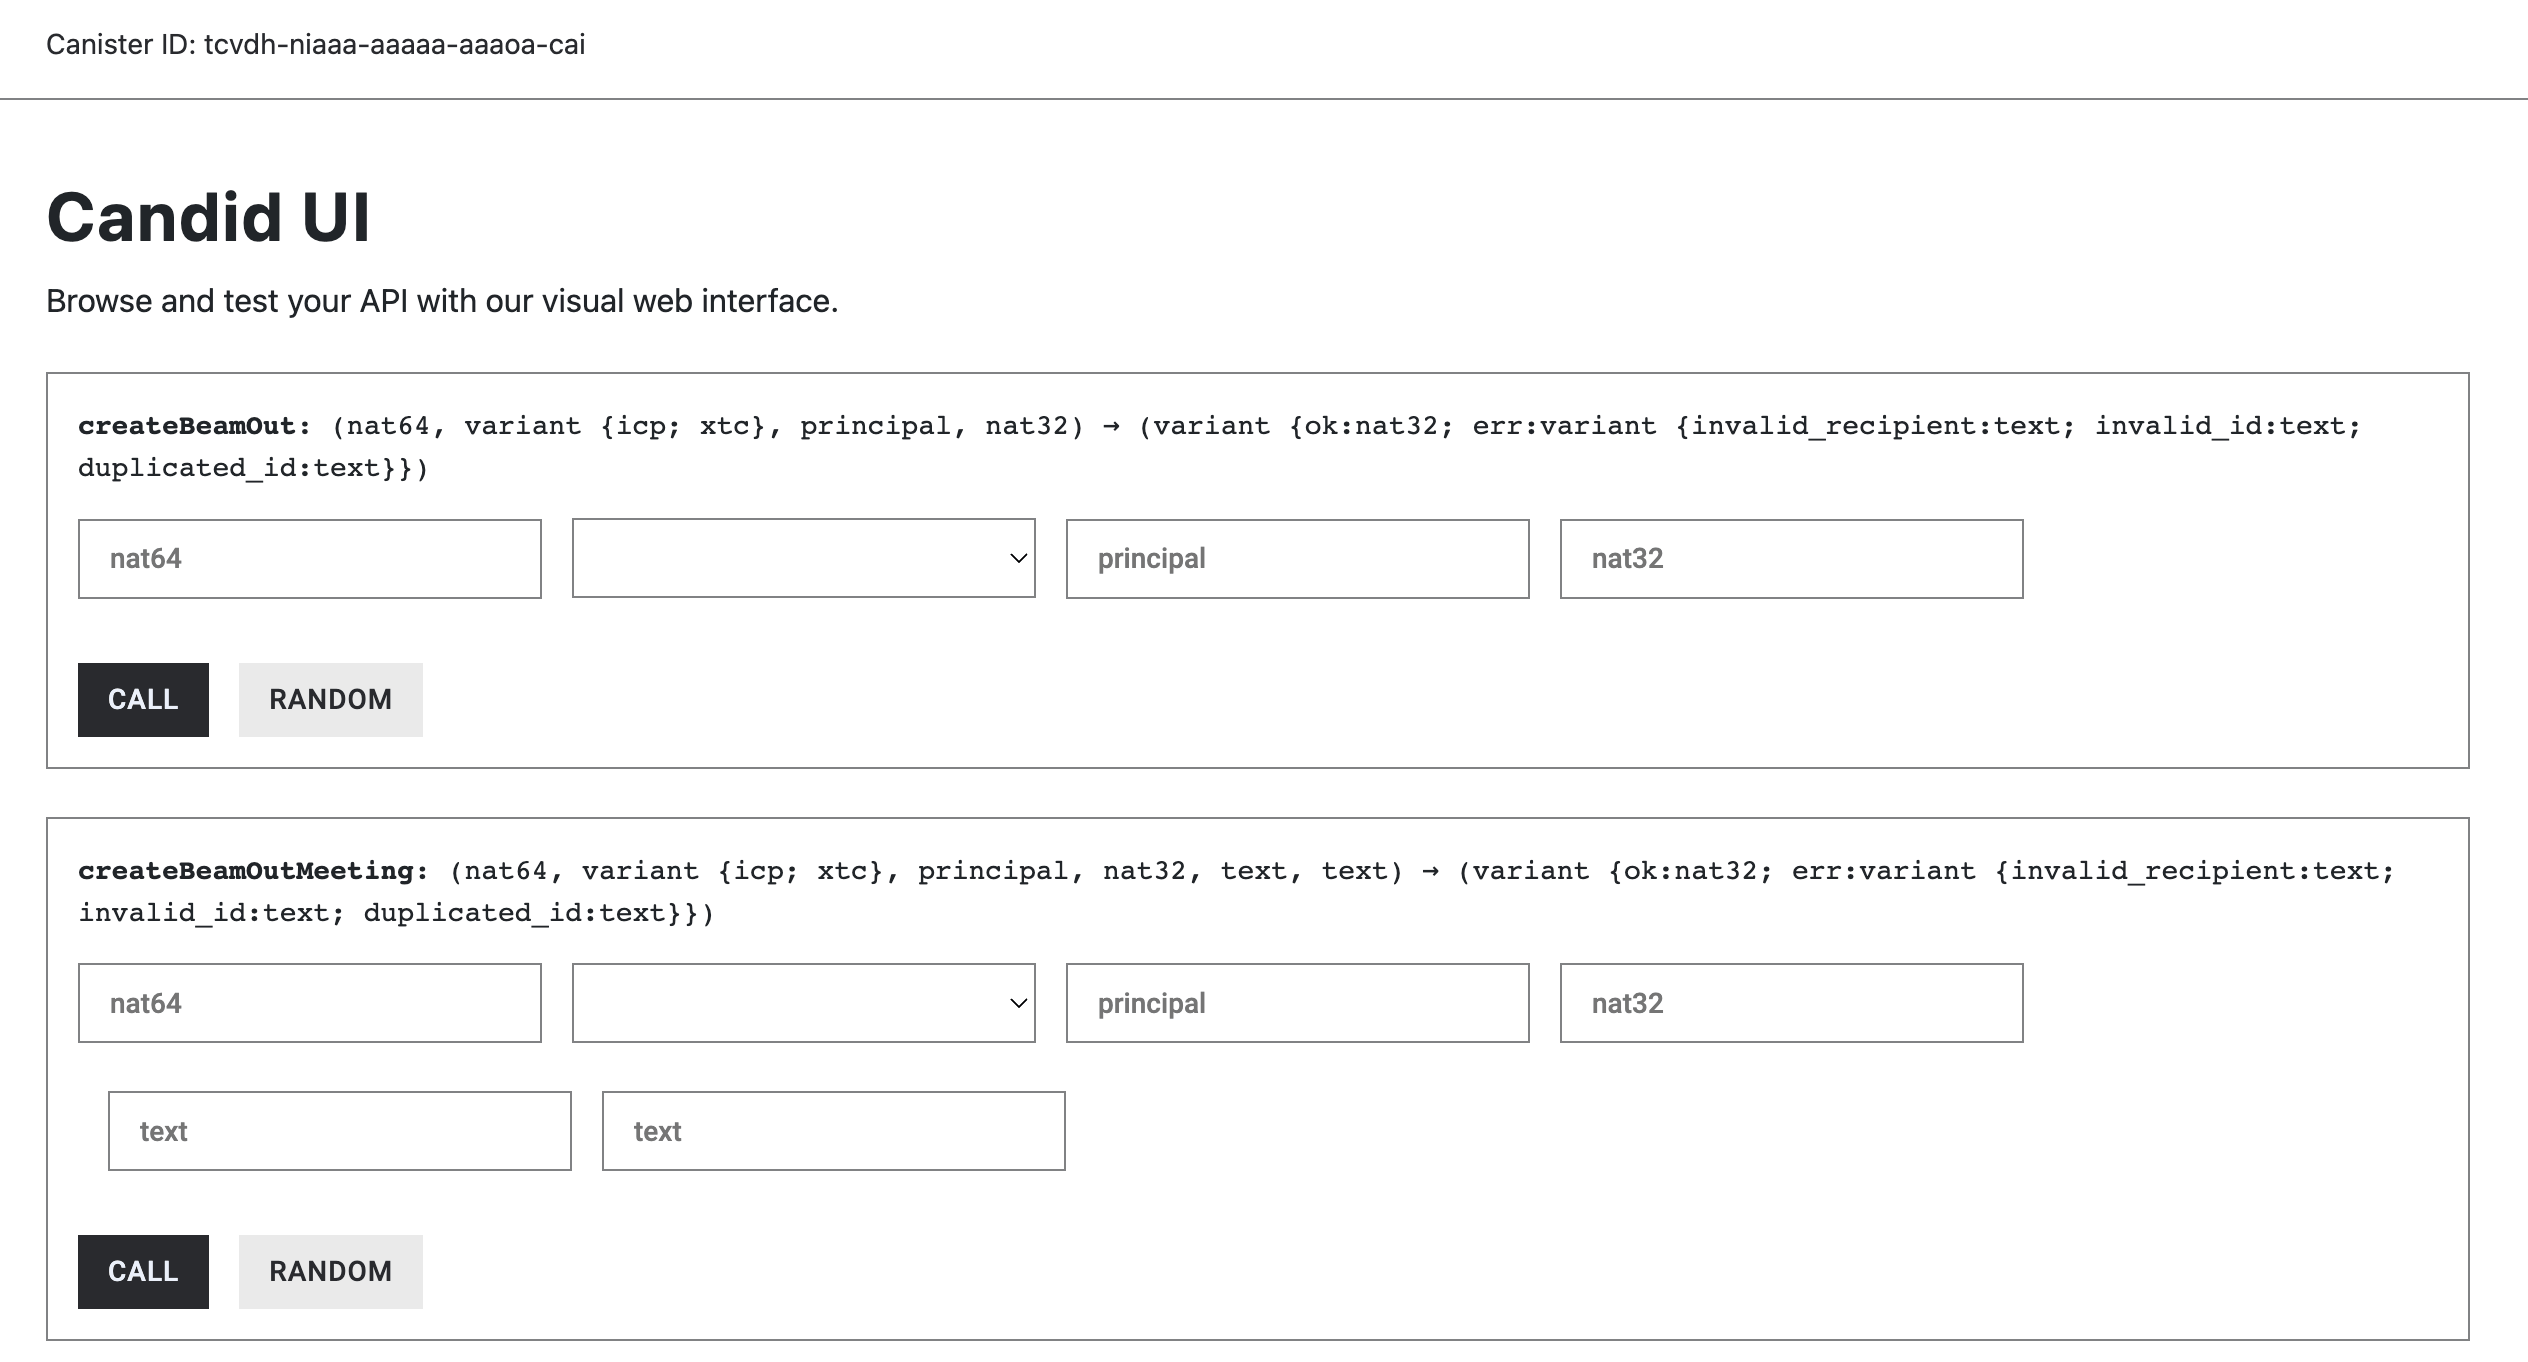 Canister ID: tcvdh-niaaa-aaaaa-aaaoa-cai
Candid UI
Browse and test your API with our visual web interface.
createBeamOut: (nat64, variant {icp; xtc}, principal, nat32) → (variant {ok:nat32; err:variant {invalid_recipient:text; invalid_id:text;
duplicated_id:text}})
nat64 principal nat32
CALL RANDOM
createBeamOutMeeting: (nat64, variant {icp; xtc}, principal, nat32, text, text) → (variant {ok:nat32; err:variant {invalid_recipient:text;
invalid_id:text; duplicated_id:text}})
nat64 principal nat32
text text
CALL RANDOM